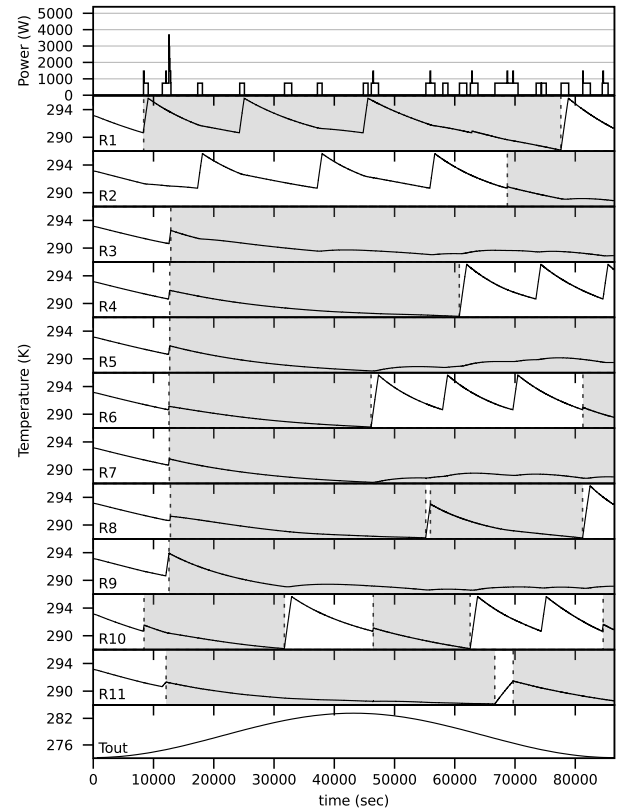 Power (W)
5000
4000
3000
2000
1000
0
294
290
R1
294
290
R2
294
290
R3
294
290
R4
294
290
R5
Temperature (K)
294
290
R6
294
290
R7
294
290
R8
294
290
R9
294
290
R10
294
290
R11
282
276
Tout
0 10000 20000 30000 40000 50000 60000 70000 80000
time (sec)